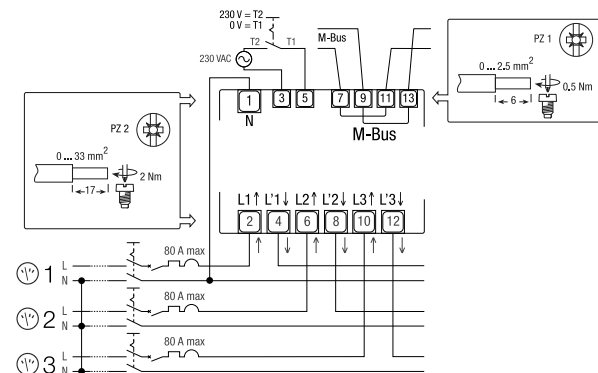 230 V = T2
0 V = T1
T2 T1
230 VAC
M-Bus
PZ 1
0 ... 2.5 mm²
0.5 Nm
6
1 3 5 7 9 11 13
N
M-Bus
PZ 2
0 ... 33 mm²
2 Nm
17
L1↑ L'1↓ L2↑ L'2↓ L3↑ L'3↓
2 4 6 8 10 12
80 A max
1 L
N
80 A max
2 L
N
80 A max
3 L
N